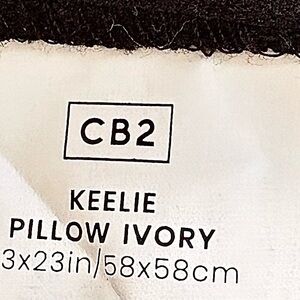 CB2
KEELIE
PILLOW IVORY
3x23in/58x58cm